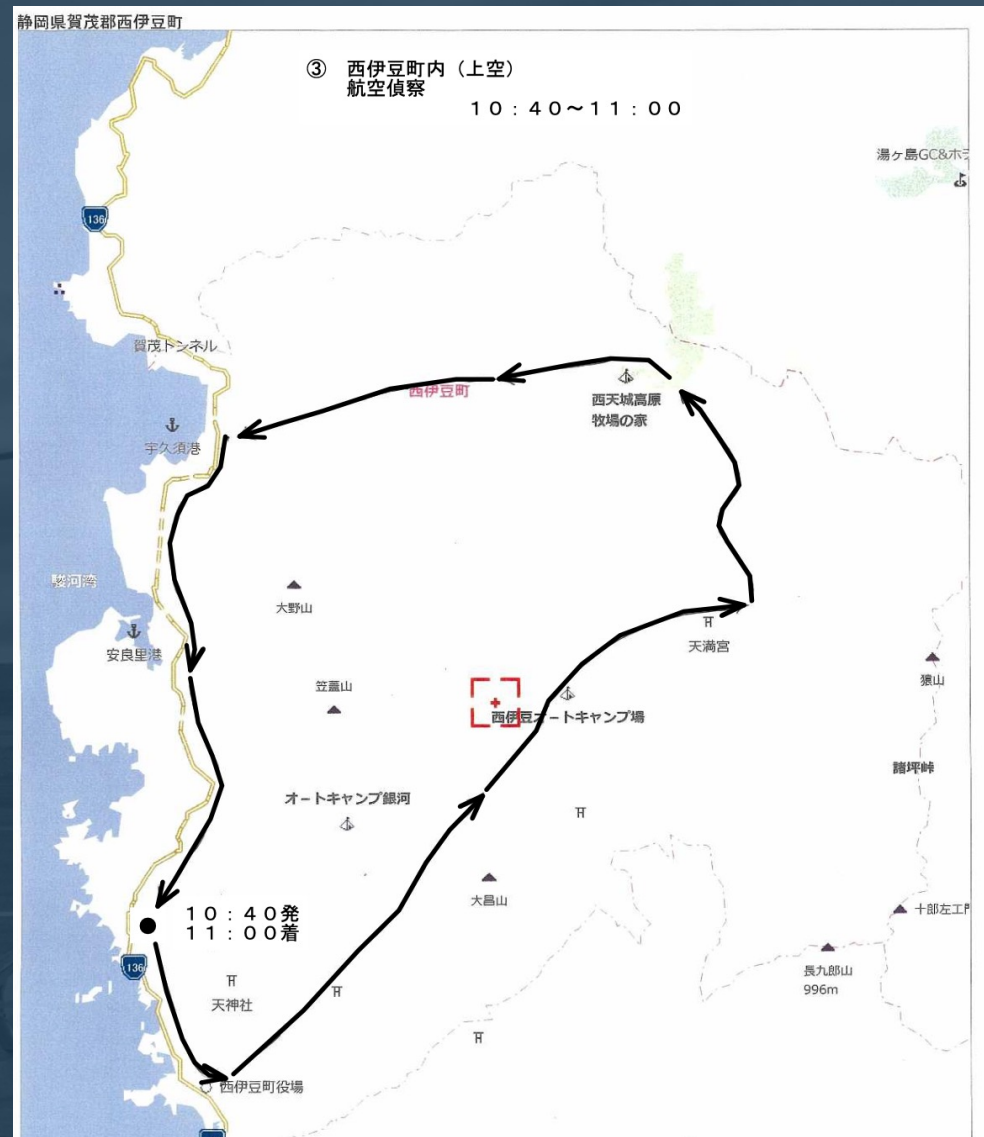 静岡県賀茂郡西伊豆町
③ 西伊豆町内（上空）
航空偵察
10：40～11：00
湯ヶ島GC&ホテ
136
賀茂トンネル
西伊豆町
西天城高原
牧場の家
宇久須港
駿河湾
大野山
安良里港
天満宮
猿山
笠蓋山
西伊豆オートキャンプ場
諸坪峠
オートキャンプ銀河
大昌山
10：40発
11：00着
十郎左エ門
136
長九郎山
996m
天神社
西伊豆町役場